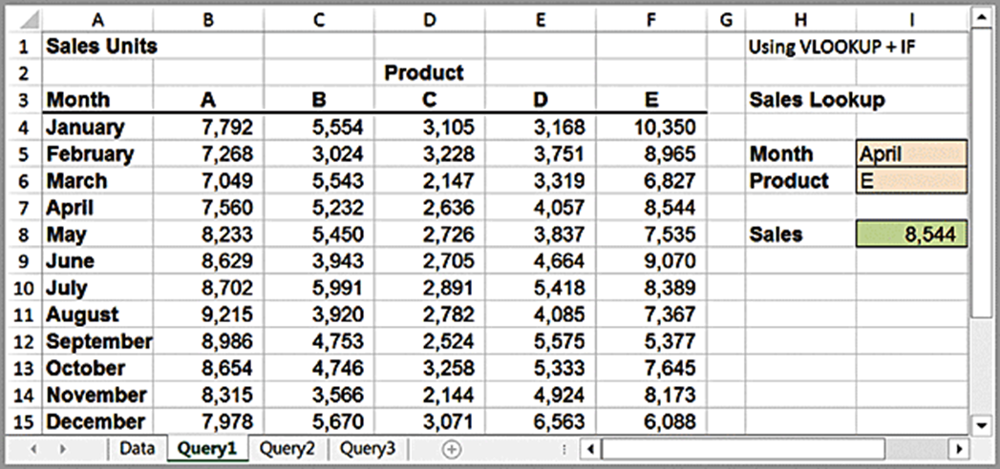 A B C D E F G H I
1 Sales Units Using VLOOKUP + IF
2 Product
3 Month A B C D E Sales Lookup
4 January 7,792 5,554 3,105 3,168 10,350
5 February 7,268 3,024 3,228 3,751 8,965 Month April
6 March 7,049 5,543 2,147 3,319 6,827 Product E
7 April 7,560 5,232 2,636 4,057 8,544
8 May 8,233 5,450 2,726 3,837 7,535 Sales 8,544
9 June 8,629 3,943 2,705 4,664 9,070
10 July 8,702 5,991 2,891 5,418 8,389
11 August 9,215 3,920 2,782 4,085 7,367
12 September 8,986 4,753 2,524 5,575 5,377
13 October 8,654 4,746 3,258 5,333 7,645
14 November 8,315 3,566 2,144 4,924 8,173
15 December 7,978 5,670 3,071 6,563 6,088
Data Query1 Query2 Query3